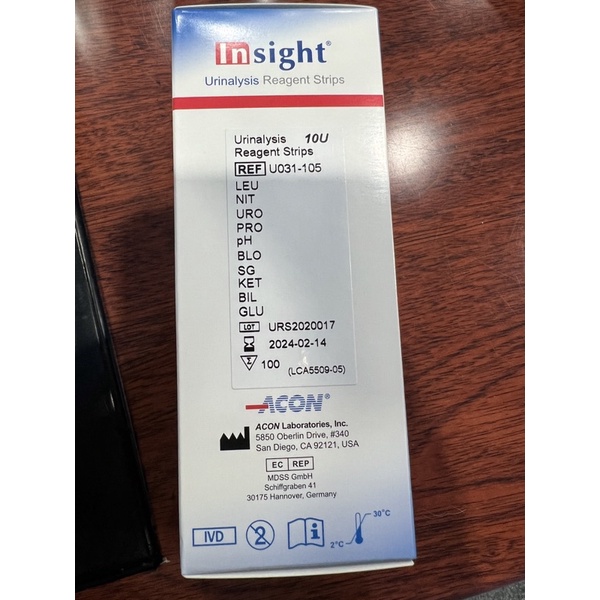 Insight®
Urinalysis Reagent Strips
Urinalysis 10U
Reagent Strips
REF U031-105
LEU
NIT
URO
PRO
pH
BLO
SG
KET
BIL
GLU
LOT URS2020017
2024-02-14
Σ 100 (LCA5509-05)
ACON®
ACON Laboratories, Inc.
5850 Oberlin Drive, #340
San Diego, CA 92121, USA
EC REP
MDSS GmbH
Schiffgraben 41
30175 Hannover, Germany
IVD 2 i 2°C 30°C